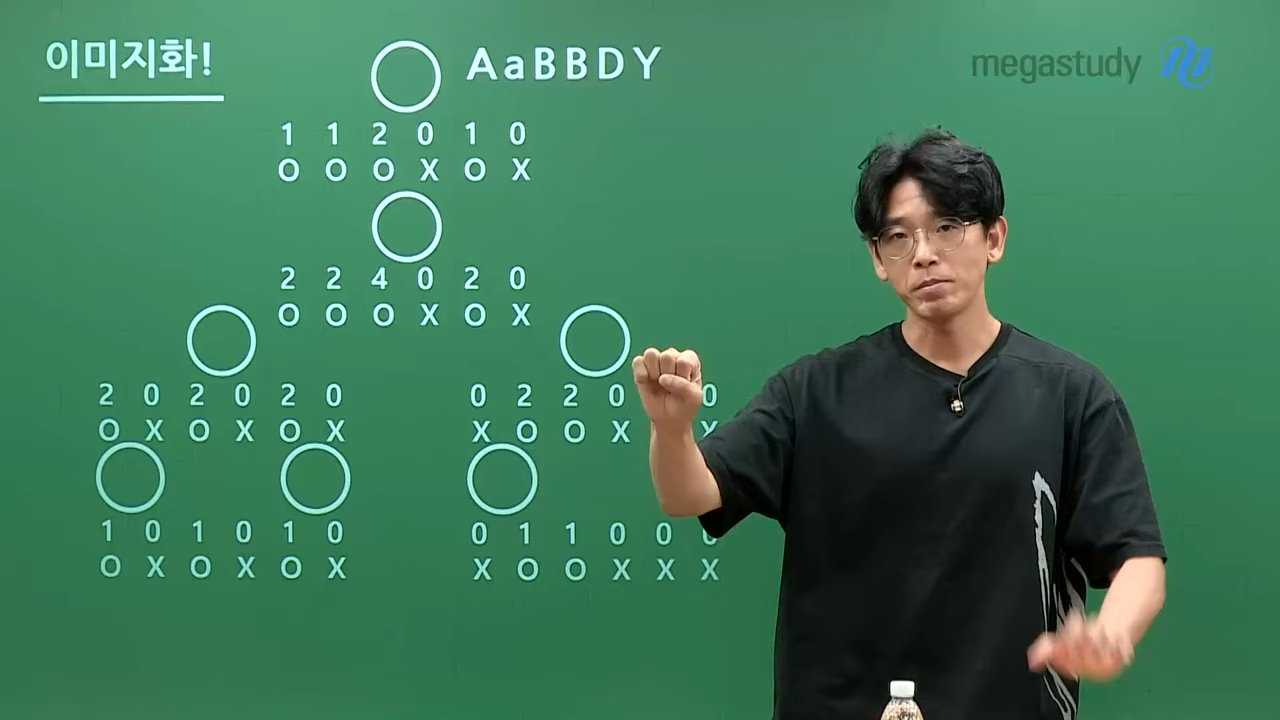 이미지화!
AaBBDY
megastudy
1 1 2 0 1 0
O O O X O X
2 2 4 0 2 0
O O O X O X
2 0 2 0 2 0
O X O X O X
0 2 2 0 0
X O O X X
1 0 1 0 1 0
O X O X O X
0 1 1 0 0 0
X O O X X X